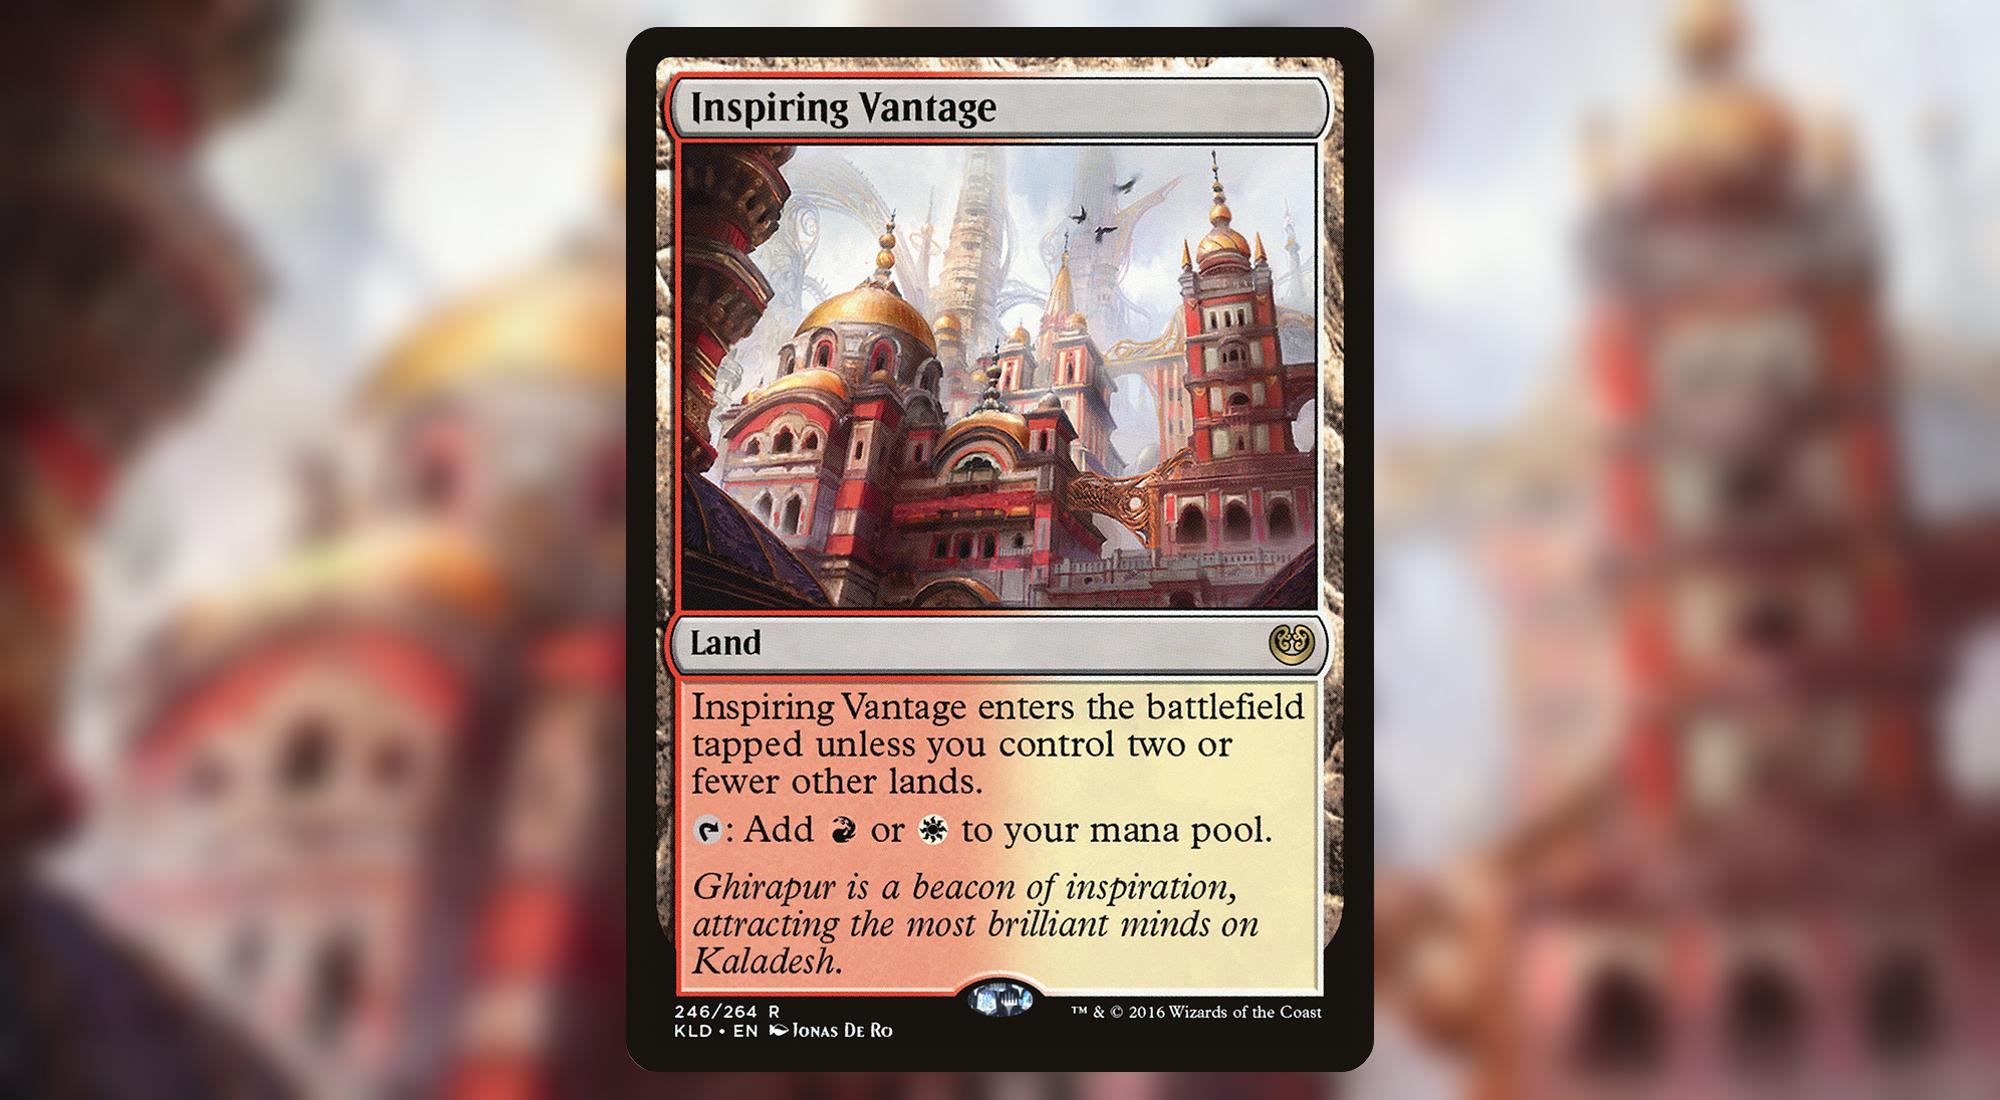 Inspiring Vantage
Land
Inspiring Vantage enters the battlefield
tapped unless you control two or
fewer other lands.
: Add or to your mana pool.
Ghirapur is a beacon of inspiration,
attracting the most brilliant minds on
Kaladesh.
246/264 R
KLD • EN Jonas De Ro
™ & © 2016 Wizards of the Coast